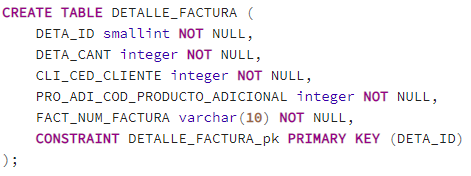 CREATE TABLE DETALLE_FACTURA (
DETA_ID smallint NOT NULL,
DETA_CANT integer NOT NULL,
CLI_CED_CLIENTE integer NOT NULL,
PRO_ADI_COD_PRODUCTO_ADICIONAL integer NOT NULL,
FACT_NUM_FACTURA varchar(10) NOT NULL,
CONSTRAINT DETALLE_FACTURA_pk PRIMARY KEY (DETA_ID)
);